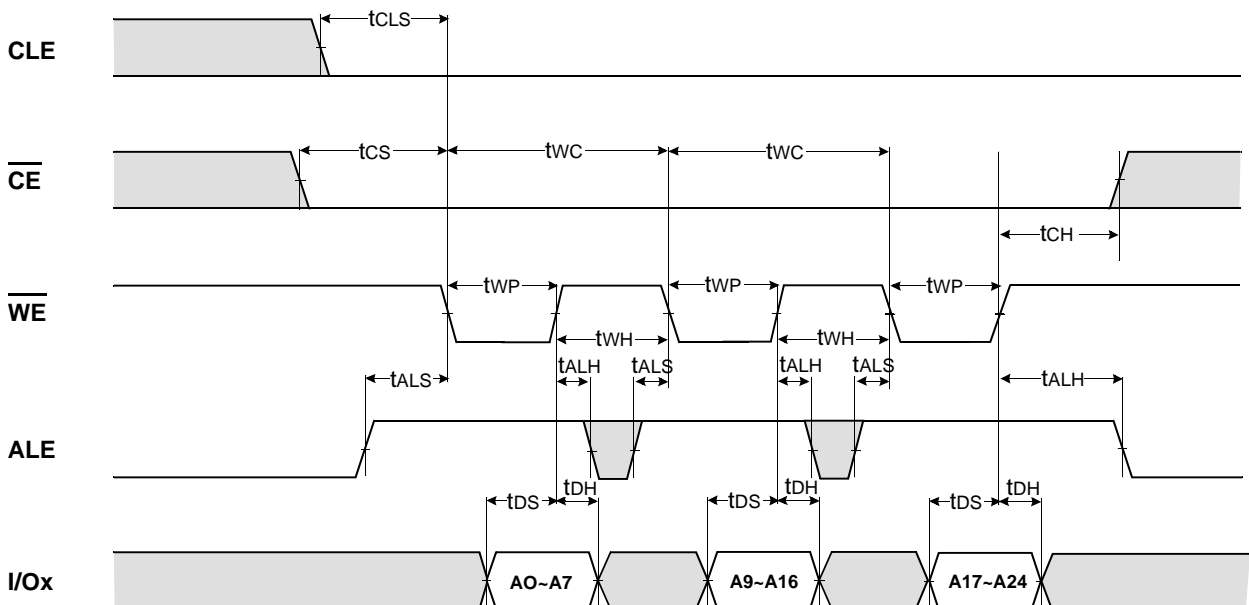 CLE
tCLS
CE
tCS
tWC
tWC
tCH
WE
tWP
tWP
tWP
tWH
tWH
tALS
tALH
tALS
tALH
tALS
tALH
ALE
tDS
tDH
tDS
tDH
tDS
tDH
I/Ox
AO~A7
A9~A16
A17~A24